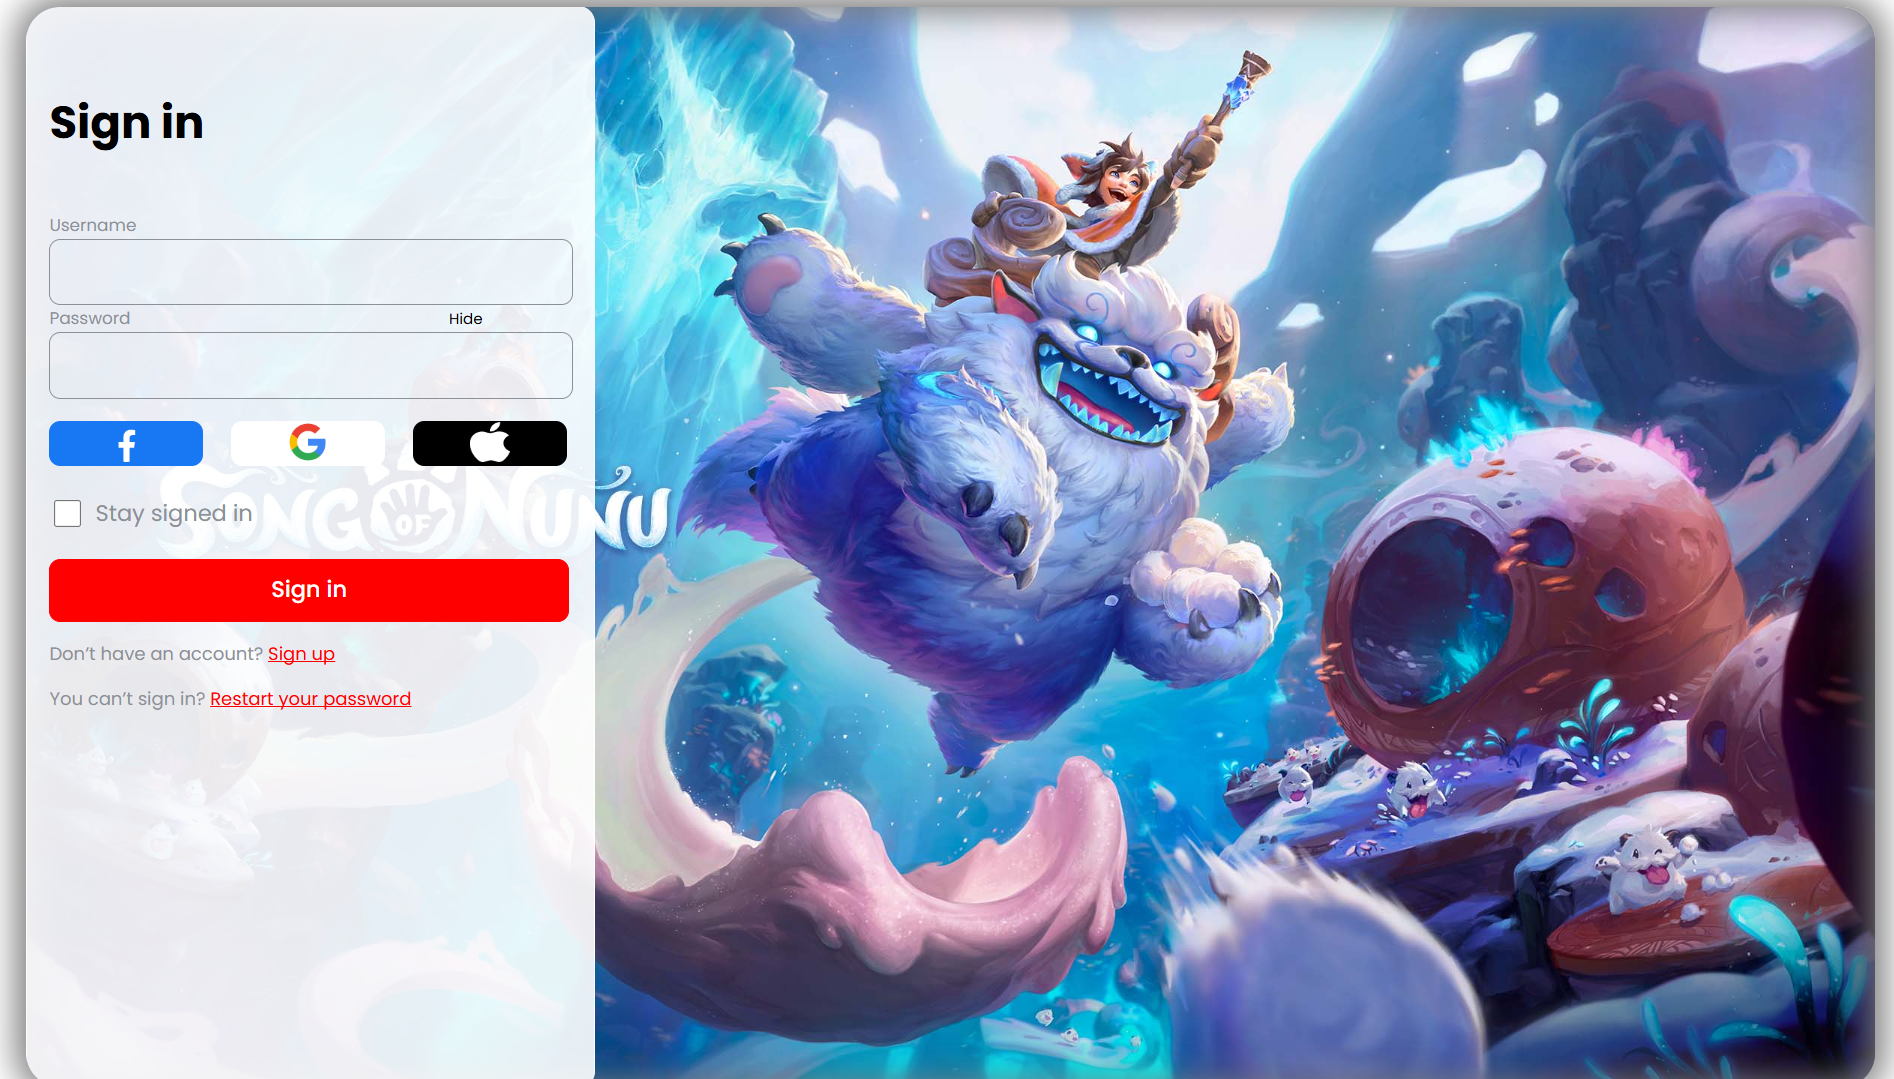 Sign in
Username
Password Hide
SONG OF NUNU
Stay signed in
Sign in
Don’t have an account? Sign up
You can’t sign in? Restart your password